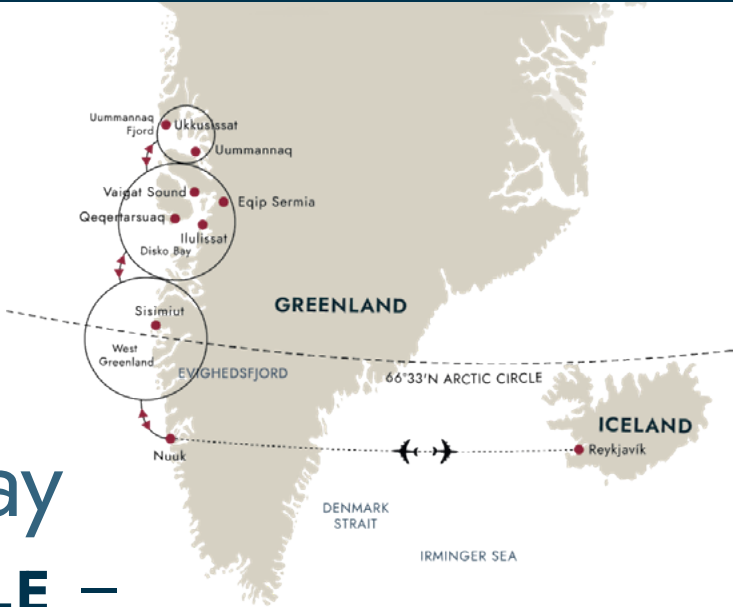 Uummannaq
Fjord
Ukkusissat
Uummannaq
Vaigat Sound
Eqip Sermia
Qeqertarsuaq
Ilulissat
Disko Bay
GREENLAND
Sisimiut
West
Greenland
EVIGHEDSFJORD
66°33'N ARCTIC CIRCLE
ICELAND
Reykjavík
Nuuk
ay
DENMARK
STRAIT
IRMINGER SEA
LE –